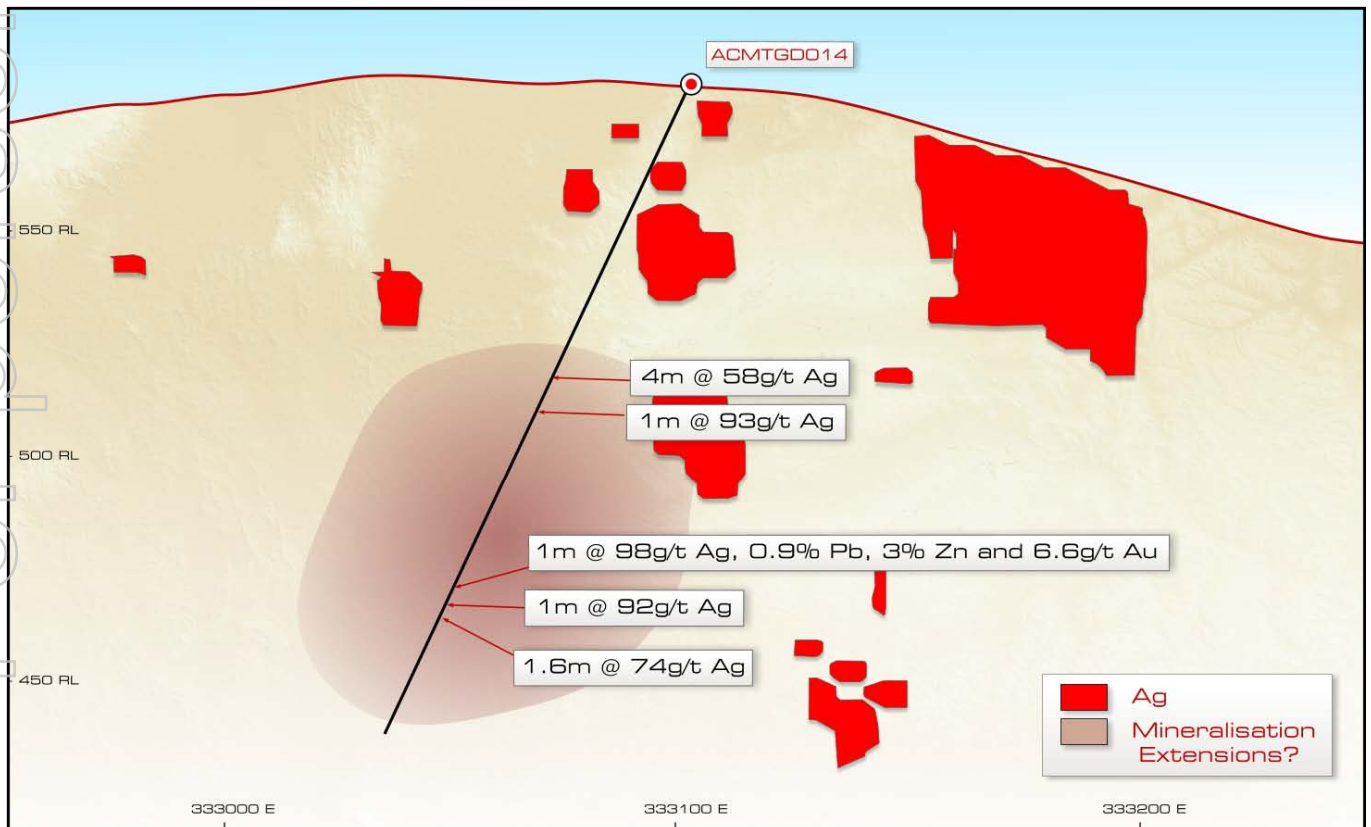 ACMTGD014
550 RL
4m @ 58g/t Ag
1m @ 93g/t Ag
500 RL
1m @ 98g/t Ag, 0.9% Pb, 3% Zn and 6.6g/t Au
1m @ 92g/t Ag
1.6m @ 74g/t Ag
450 RL
Ag
Mineralisation
Extensions?
333000 E
333100 E
333200 E